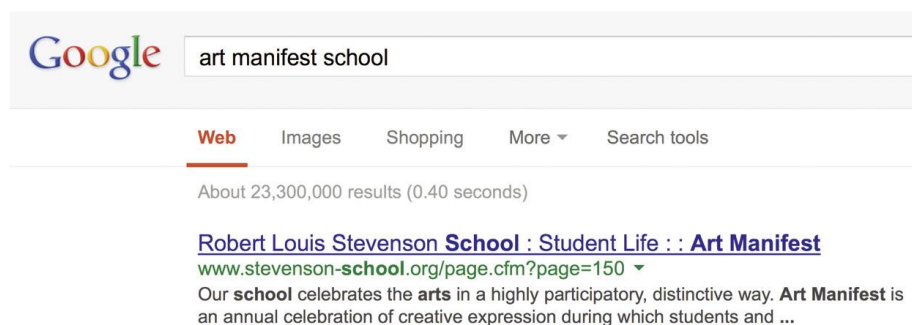 Google art manifest school
Web Images Shopping More Search tools
About 23,300,000 results (0.40 seconds)
Robert Louis Stevenson School : Student Life : : Art Manifest
www.stevenson-school.org/page.cfm?page=150
Our school celebrates the arts in a highly participatory, distinctive way. Art Manifest is
an annual celebration of creative expression during which students and ...